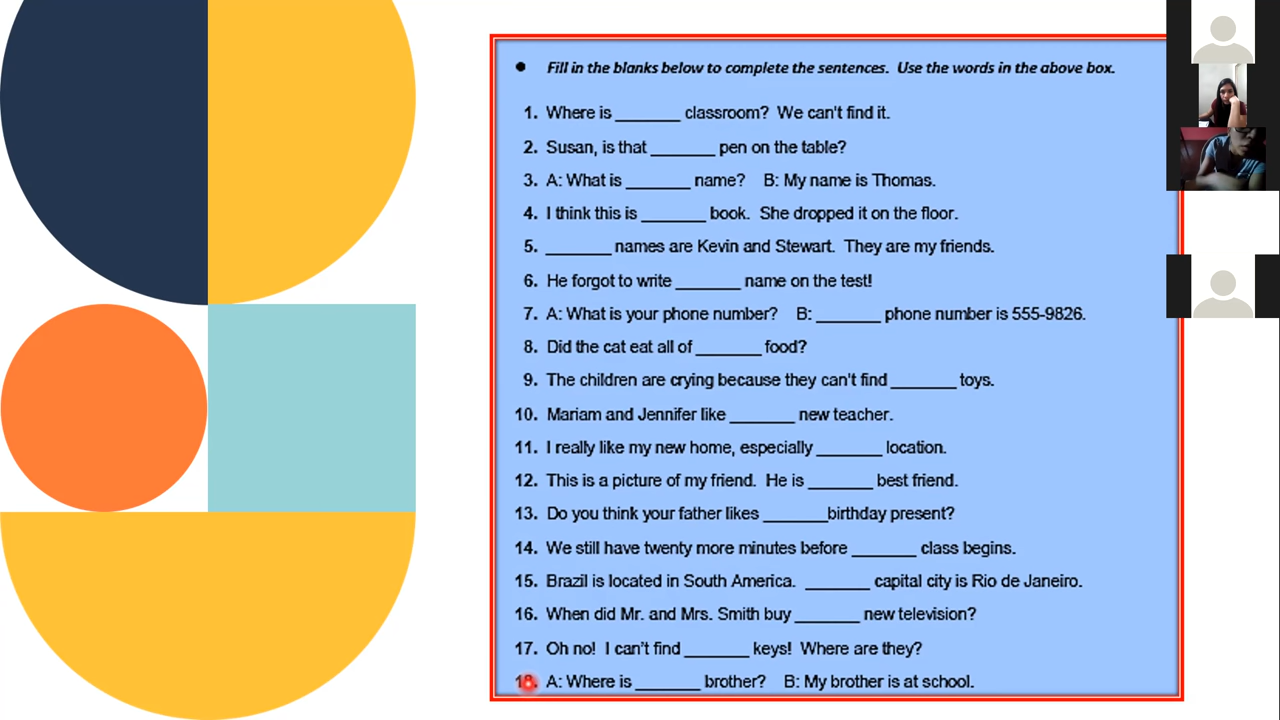 • Fill in the blanks below to complete the sentences. Use the words in the above box.
1. Where is _______ classroom? We can't find it.
2. Susan, is that _______ pen on the table?
3. A: What is _______ name? B: My name is Thomas.
4. I think this is _______ book. She dropped it on the floor.
5. _______ names are Kevin and Stewart. They are my friends.
6. He forgot to write _______ name on the test!
7. A: What is your phone number? B: _______ phone number is 555-9826.
8. Did the cat eat all of _______ food?
9. The children are crying because they can't find _______ toys.
10. Mariam and Jennifer like _______ new teacher.
11. I really like my new home, especially _______ location.
12. This is a picture of my friend. He is _______ best friend.
13. Do you think your father likes _______birthday present?
14. We still have twenty more minutes before _______ class begins.
15. Brazil is located in South America. _______ capital city is Rio de Janeiro.
16. When did Mr. and Mrs. Smith buy _______ new television?
17. Oh no! I can't find _______ keys! Where are they?
18. A: Where is _______ brother? B: My brother is at school.